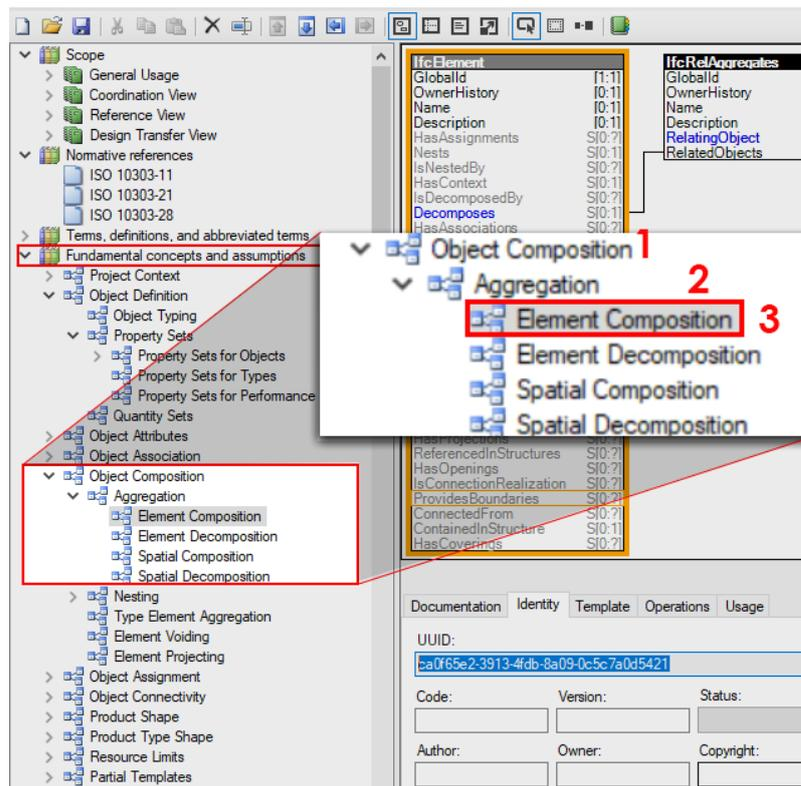 Scope
General Usage
Coordination View
Reference View
Design Transfer View
Normative references
ISO 10303-11
ISO 10303-21
ISO 10303-28
Terms, definitions, and abbreviated terms
Fundamental concepts and assumptions
Project Context
Object Definition
Object Typing
Property Sets
Property Sets for Objects
Property Sets for Types
Property Sets for Performance
Quantity Sets
Object Attributes
Object Association
Object Composition
Aggregation
Element Composition
Element Decomposition
Spatial Composition
Spatial Decomposition
Nesting
Type Element Aggregation
Element Voiding
Element Projecting
Object Assignment
Object Connectivity
Product Shape
Product Type Shape
Resource Limits
Partial Templates
IfcElement
GlobalId [1:1]
OwnerHistory [0:1]
Name [0:1]
Description [0:1]
HasAssignments S[0:?]
Nests S[0:1]
IsNestedBy S[0:?]
HasContext S[0:1]
IsDecomposedBy S[0:?]
Decomposes S[0:1]
HasAssociations S[0:?]
IfcRelAggregates
GlobalId
OwnerHistory
Name
Description
RelatingObject
RelatedObjects
Object Composition 1
Aggregation 2
Element Composition 3
Element Decomposition
Spatial Composition
Spatial Decomposition
HasProjections S[0:?]
ReferencedInStructures S[0:?]
HasOpenings S[0:?]
IsConnectionRealization S[0:?]
ProvidesBoundaries S[0:?]
ConnectedFrom S[0:?]
ContainedInStructure S[0:1]
HasCoverings S[0:?]
Documentation Identity Template Operations Usage
UUID:
ca0f65e2-3913-4fdb-8a09-0c5c7a0d5421
Code: Version: Status:
Author: Owner: Copyright: